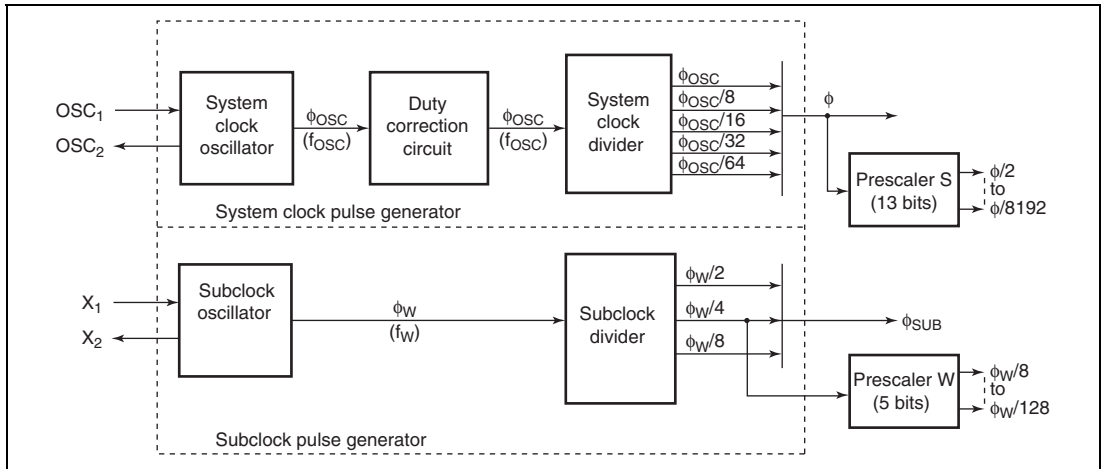 OSC1
OSC2
System
clock
oscillator
ϕOSC
(fOSC)
Duty
correction
circuit
ϕOSC
(fOSC)
System
clock
divider
ϕOSC
ϕOSC/8
ϕOSC/16
ϕOSC/32
ϕOSC/64
ϕ
Prescaler S
(13 bits)
ϕ/2
to
ϕ/8192
System clock pulse generator
X1
X2
Subclock
oscillator
ϕW
(fW)
Subclock
divider
ϕW/2
ϕW/4
ϕW/8
ϕSUB
Prescaler W
(5 bits)
ϕW/8
to
ϕW/128
Subclock pulse generator